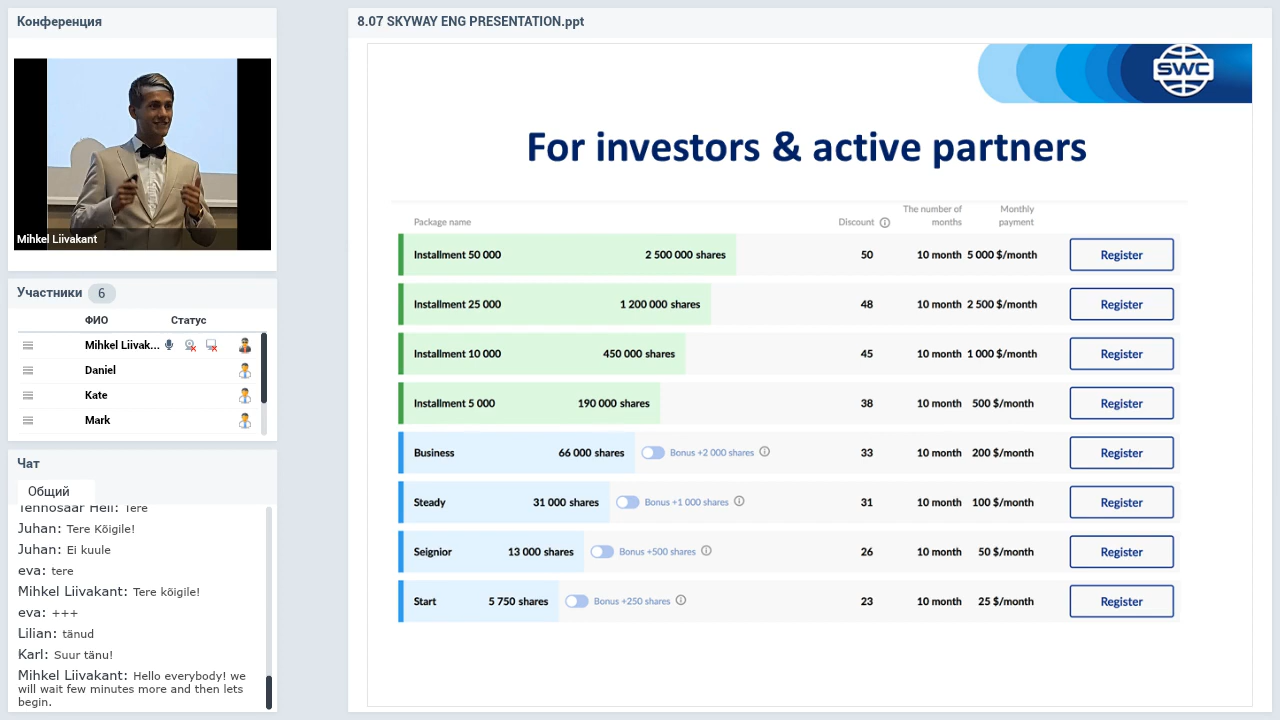 Конференция
Mihkel Liivakant
Участники 6
ФИО Статус
Mihkel Liivak...
Daniel
Kate
Mark
Чат
Общий
Tennosaar Heli: Tere
Juhan: Tere Kõigile!
Juhan: Ei kuule
eva: tere
Mihkel Liivakant: Tere kõigile!
eva: +++
Lilian: tänud
Karl: Suur tänu!
Mihkel Liivakant: Hello everybody! we
will wait few minutes more and then lets
begin.
8.07 SKYWAY ENG PRESENTATION.ppt
SWC
For investors & active partners
Package name Discount The number of months Monthly payment
Installment 50 000 2 500 000 shares 50 10 month 5 000 $/month Register
Installment 25 000 1 200 000 shares 48 10 month 2 500 $/month Register
Installment 10 000 450 000 shares 45 10 month 1 000 $/month Register
Installment 5 000 190 000 shares 38 10 month 500 $/month Register
Business 66 000 shares Bonus +2 000 shares 33 10 month 200 $/month Register
Steady 31 000 shares Bonus +1 000 shares 31 10 month 100 $/month Register
Seignior 13 000 shares Bonus +500 shares 26 10 month 50 $/month Register
Start 5 750 shares Bonus +250 shares 23 10 month 25 $/month Register